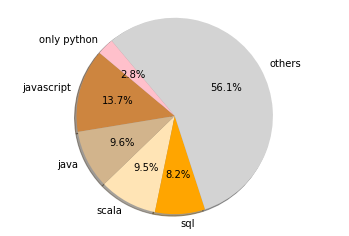 only python
2.8%
others
56.1%
javascript
13.7%
java
9.6%
scala
9.5%
sql
8.2%